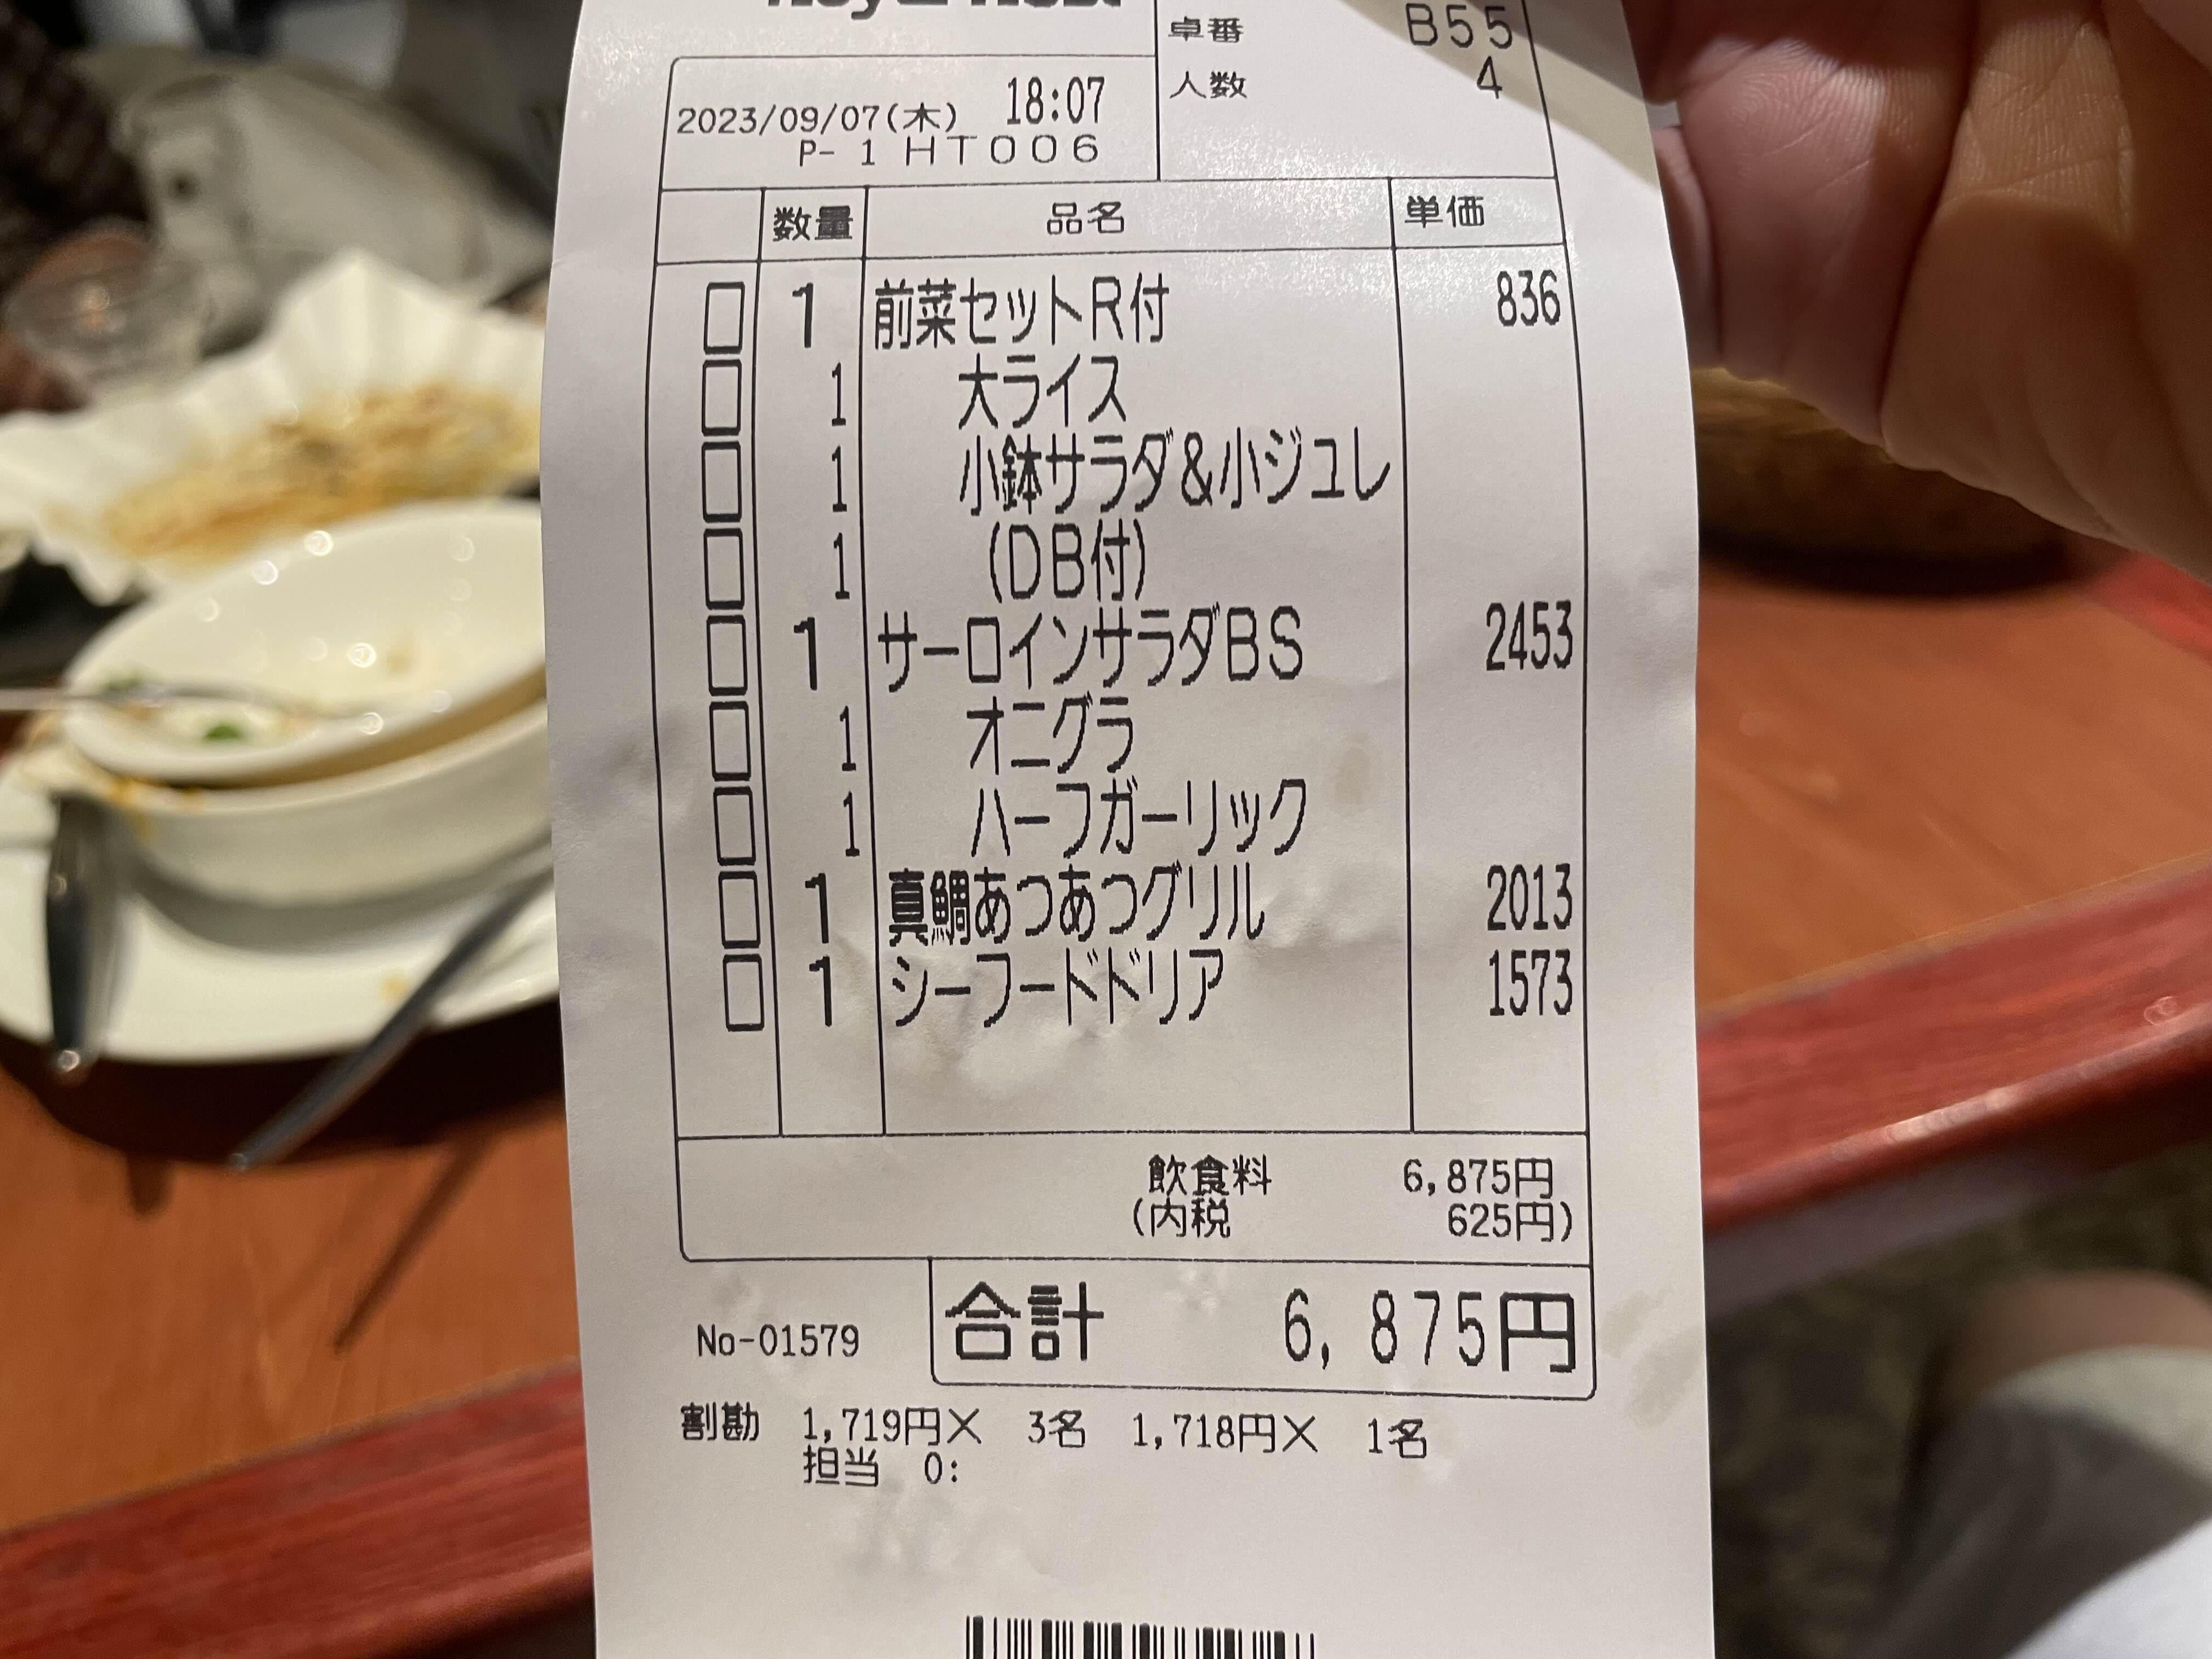 卓番 B55
人数 4
2023/09/07(木) 18:07
P- 1 HT006
数量 品名 単価
1 前菜セットR付 836
1 大ライス
1 小鉢サラダ&小ジュレ
1 (DB付)
1 サーロインサラダBS 2453
1 オニグラ
1 ハーフガーリック
1 真鯛あつあつグリル 2013
1 シーフードドリア 1573
飲食料 6,875円
(内税 625円)
合計 6,875円
No-01579
割勘 1,719円× 3名 1,718円× 1名
担当 0: